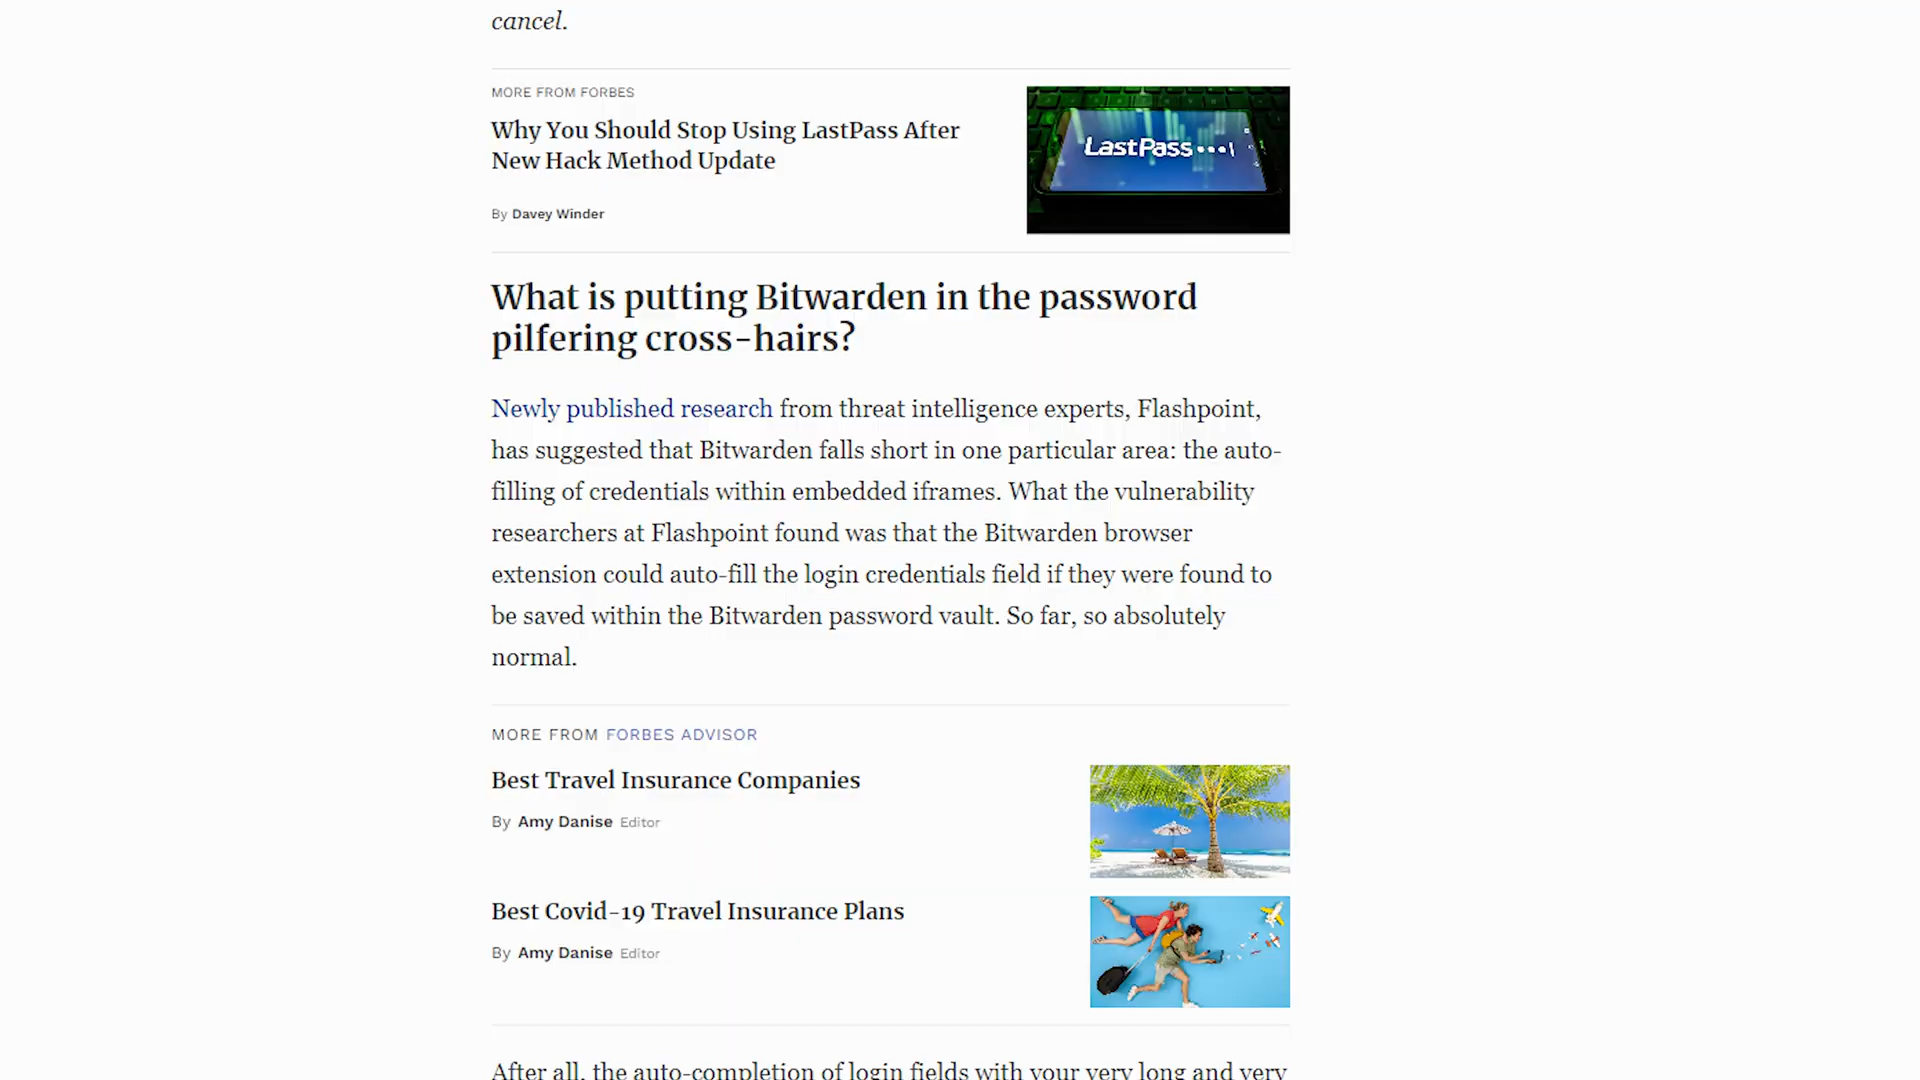 cancel.
MORE FROM FORBES
Why You Should Stop Using LastPass After
New Hack Method Update
By Davey Winder
LastPass
What is putting Bitwarden in the password
pilfering cross-hairs?
Newly published research from threat intelligence experts, Flashpoint,
has suggested that Bitwarden falls short in one particular area: the auto-
filling of credentials within embedded iframes. What the vulnerability
researchers at Flashpoint found was that the Bitwarden browser
extension could auto-fill the login credentials field if they were found to
be saved within the Bitwarden password vault. So far, so absolutely
normal.
MORE FROM FORBES ADVISOR
Best Travel Insurance Companies
By Amy Danise Editor
Best Covid-19 Travel Insurance Plans
By Amy Danise Editor
After all, the auto-completion of login fields with your very long and very